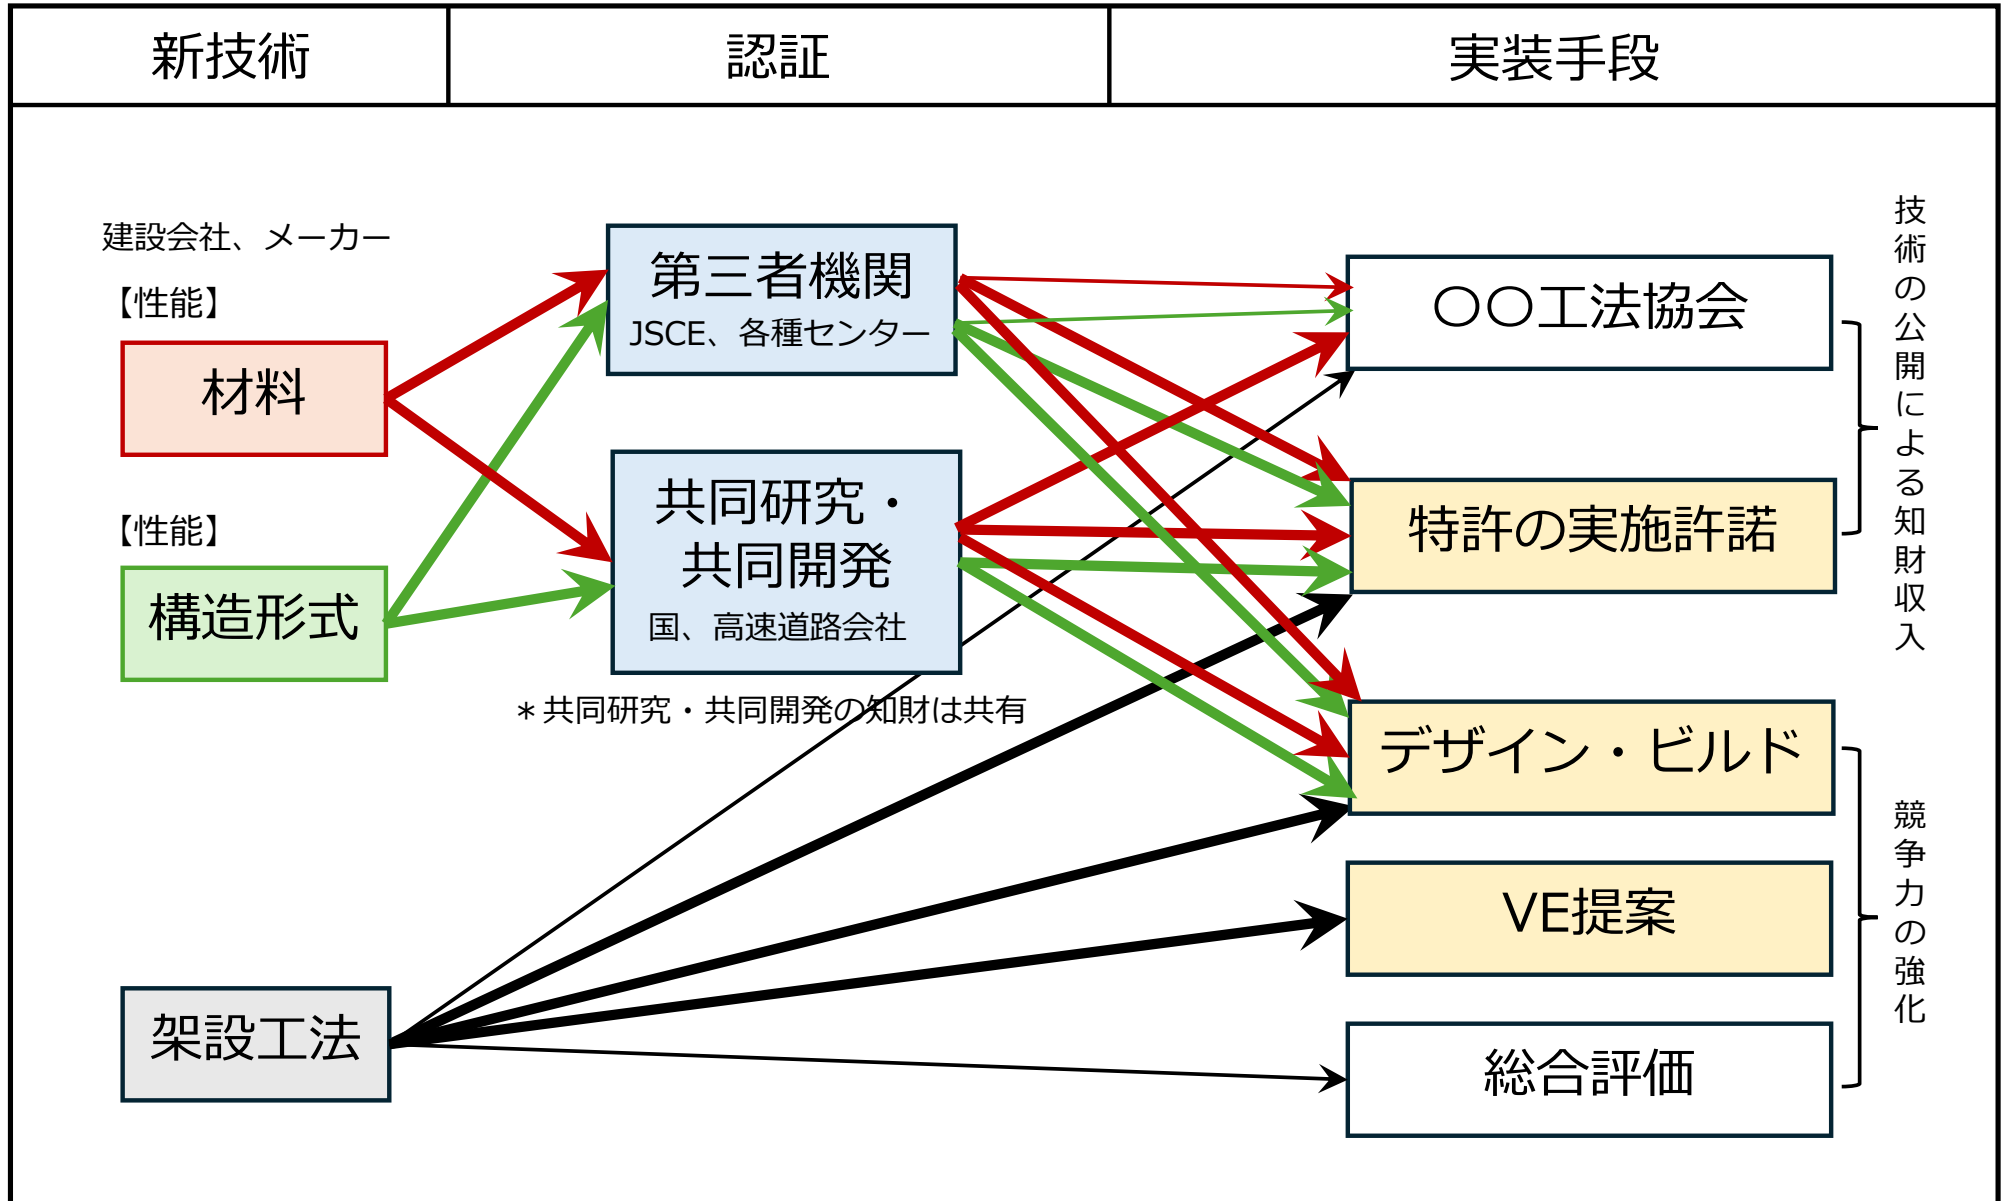 新技術
認証
実装手段
建設会社、メーカー
【性能】
材料
【性能】
構造形式
架設工法
第三者機関
JSCE、各種センター
共同研究・
共同開発
国、高速道路会社
＊共同研究・共同開発の知財は共有
〇〇工法協会
特許の実施許諾
デザイン・ビルド
VE提案
総合評価
技術の公開による知財収入
競争力の強化